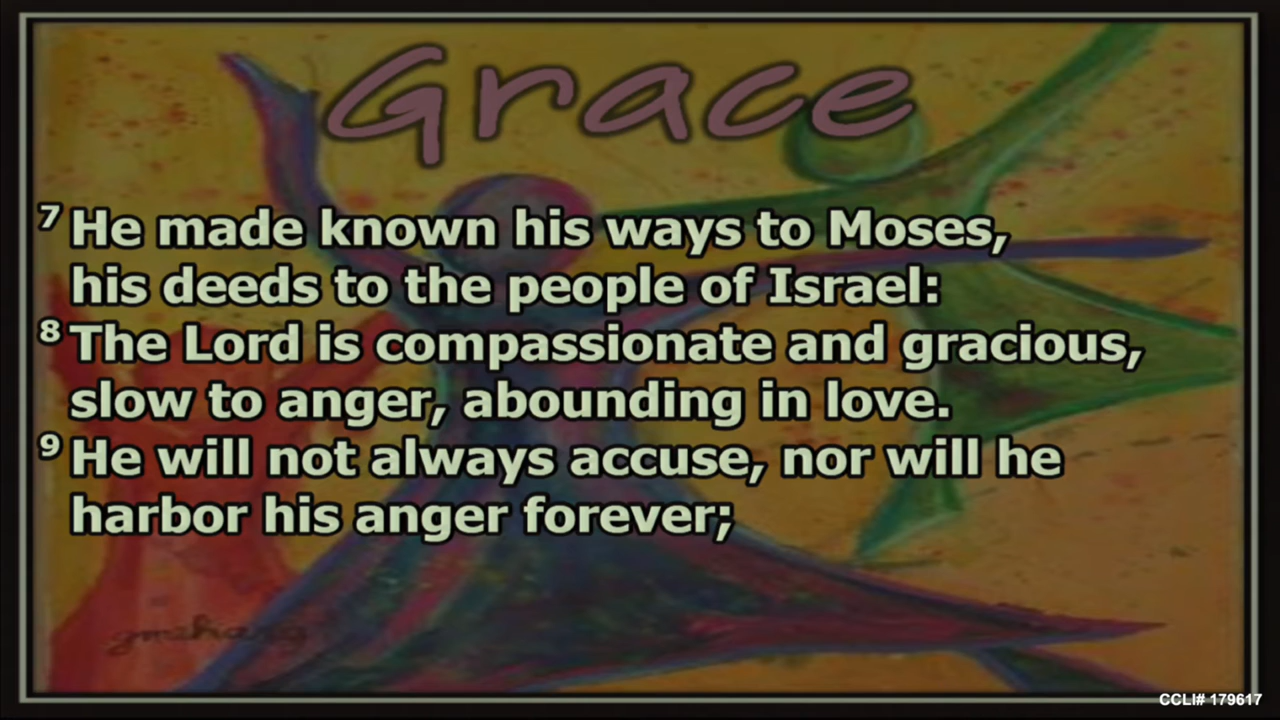 Grace
7 He made known his ways to Moses,
his deeds to the people of Israel:
8 The Lord is compassionate and gracious,
slow to anger, abounding in love.
9 He will not always accuse, nor will he
harbor his anger forever;
CCLI# 179617